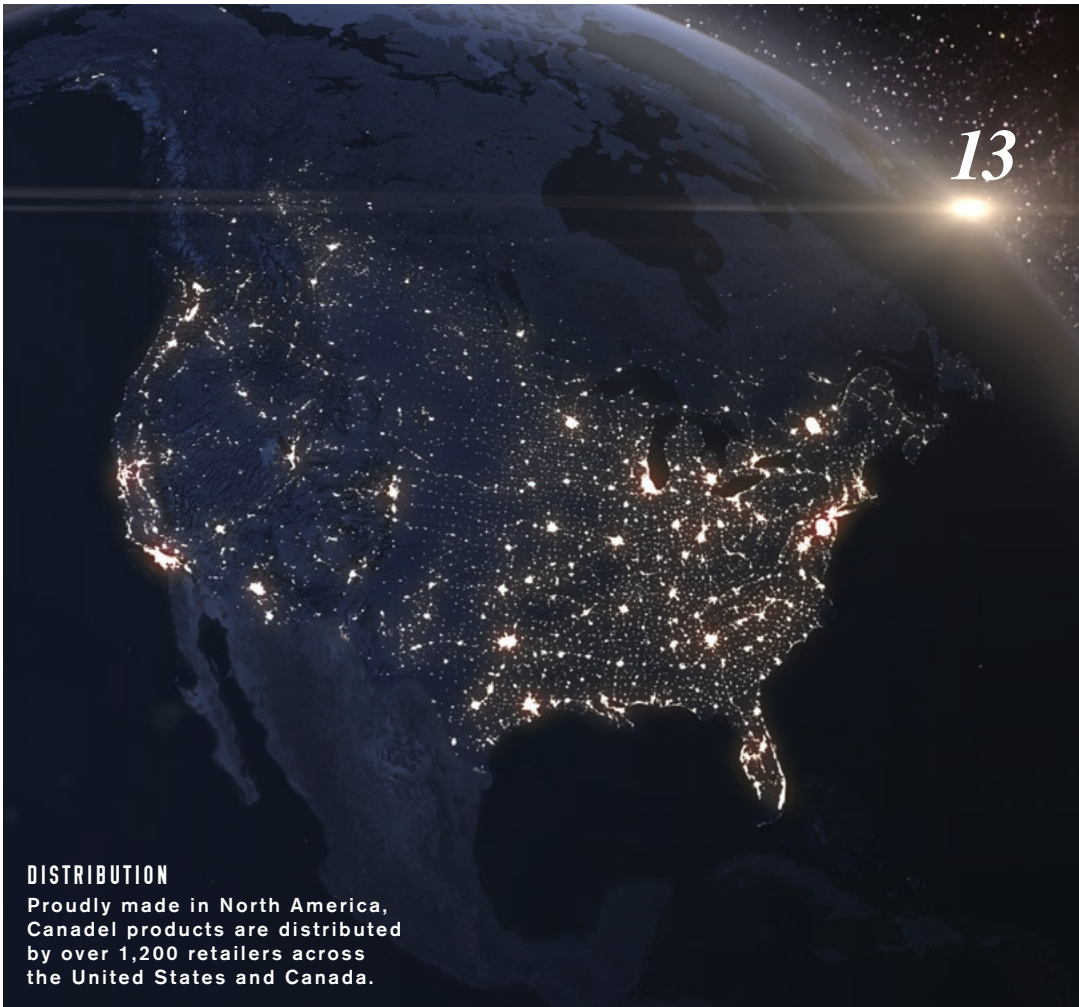 13
DISTRIBUTION
Proudly made in North America,
Canadel products are distributed
by over 1,200 retailers across
the United States and Canada.